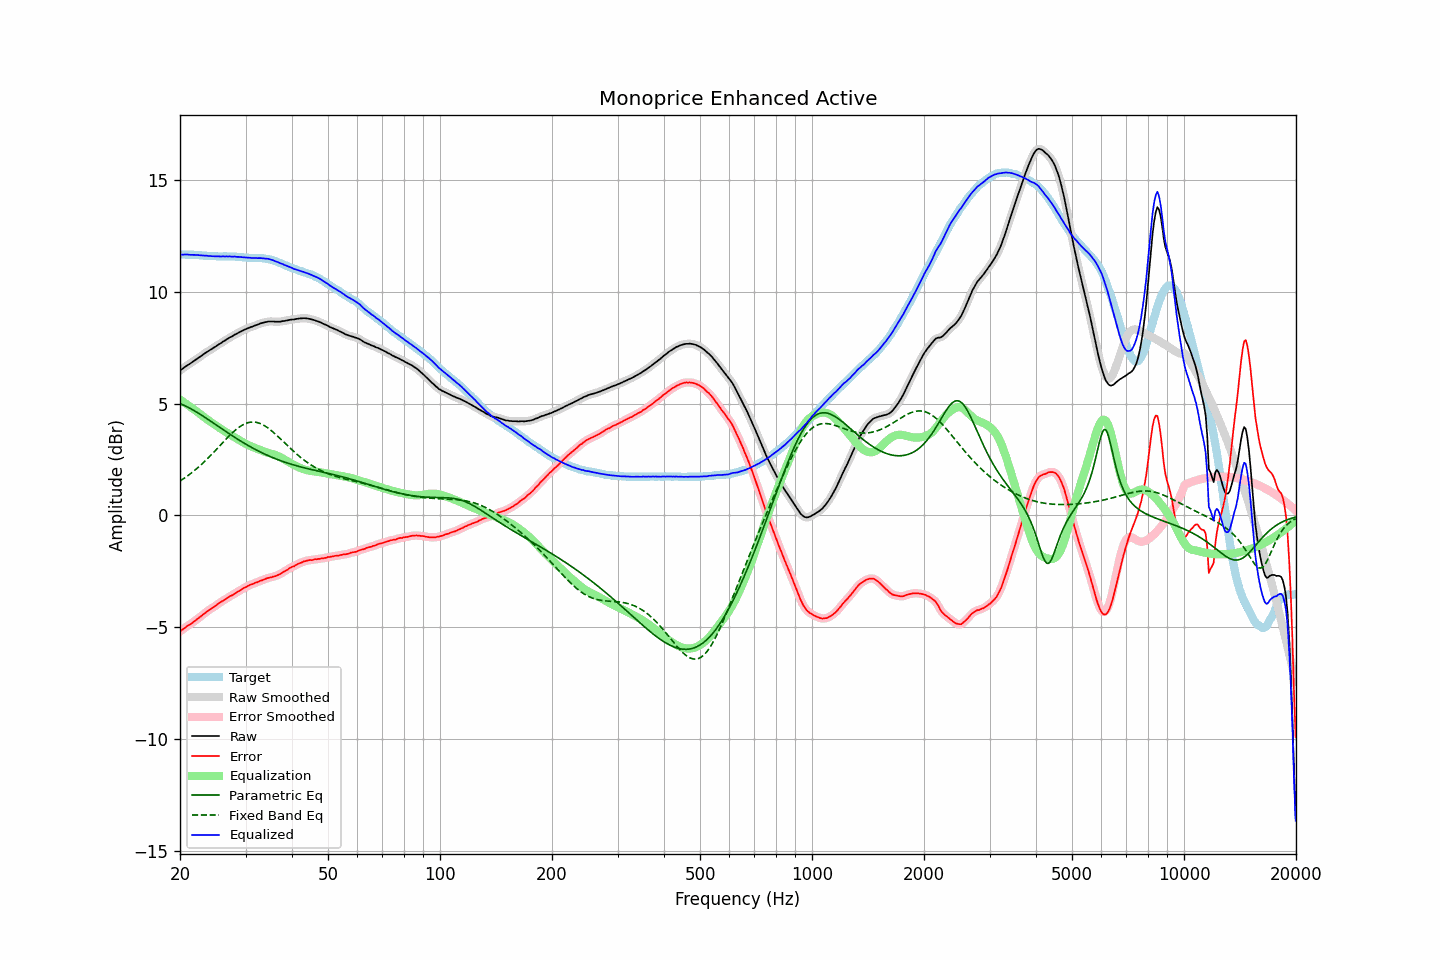 Monoprice Enhanced Active
Amplitude (dBr)
15
10
5
0
−5
−10
−15
Target
Raw Smoothed
Error Smoothed
Raw
Error
Equalization
Parametric Eq
Fixed Band Eq
Equalized
20 50 100 200 500 1000 2000 5000 10000 20000
Frequency (Hz)